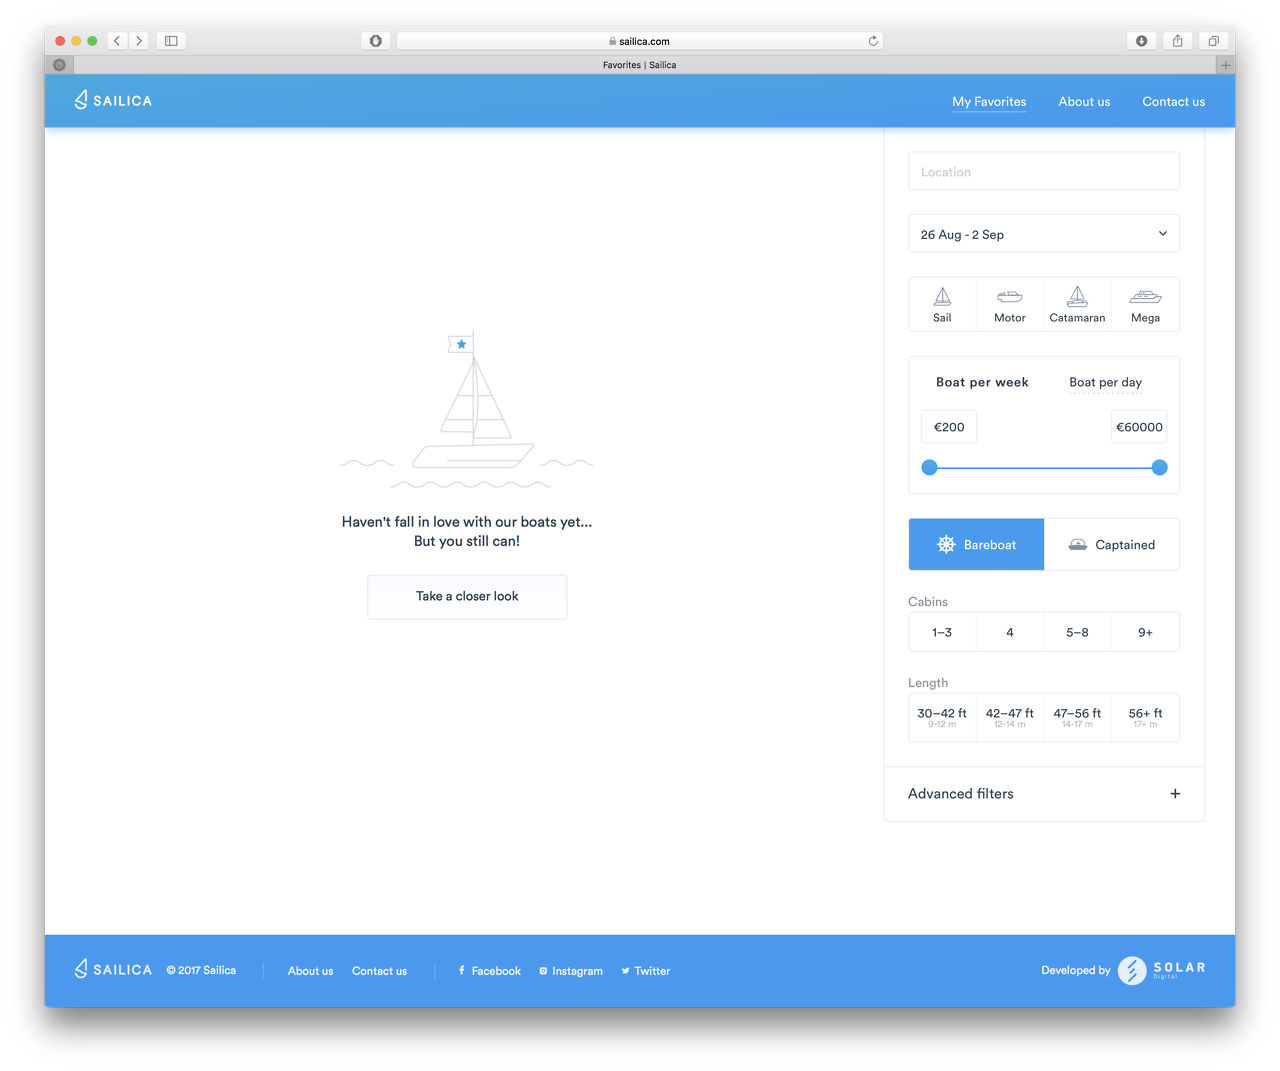 sailica.com
Favorites | Sailica
SAILICA
My Favorites
About us
Contact us
Location
26 Aug - 2 Sep
Sail
Motor
Catamaran
Mega
Boat per week
Boat per day
€200
€60000
Haven't fall in love with our boats yet...
But you still can!
Take a closer look
Bareboat
Captained
Cabins
1–3
4
5–8
9+
Length
30–42 ft
9-12 m
42–47 ft
12-14 m
47–56 ft
14-17 m
56+ ft
17+ m
Advanced filters
SAILICA
© 2017 Sailica
About us
Contact us
Facebook
Instagram
Twitter
Developed by
SOLAR
Digital